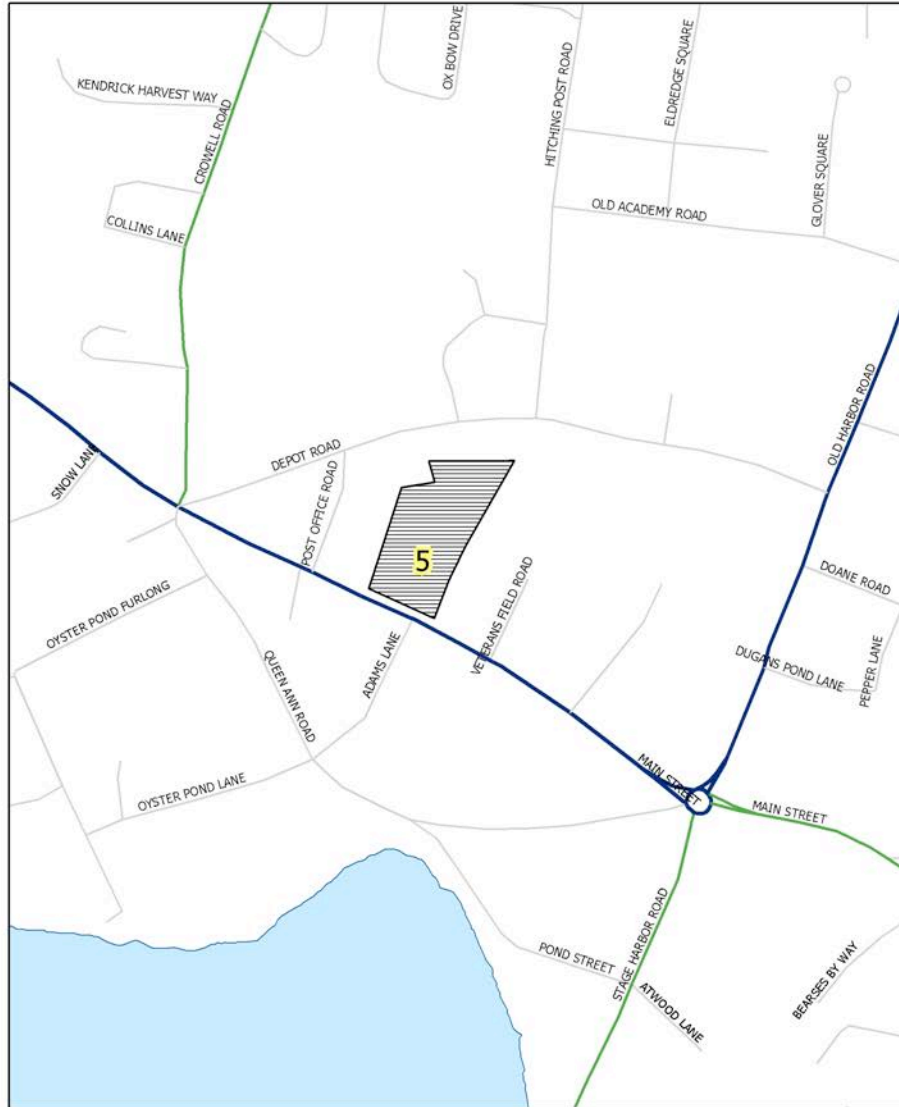 OX BOW DRIVE
ELDREDGE SQUARE
HITCHING POST ROAD
KENDRICK HARVEST WAY
CROWELL ROAD
GLOVER SQUARE
OLD ACADEMY ROAD
COLLINS LANE
OLD HARBOR ROAD
DEPOT ROAD
SNOW LANE
POST OFFICE ROAD
5
DOANE ROAD
VETERANS FIELD ROAD
OYSTER POND FURLONG
ADAMS LANE
QUEEN ANN ROAD
DUGANS POND LANE
PEPPER LANE
MAIN STREET
OYSTER POND LANE
MAIN STREET
STAGE HARBOR ROAD
POND STREET
BEARSES BY WAY
ATWOOD LANE